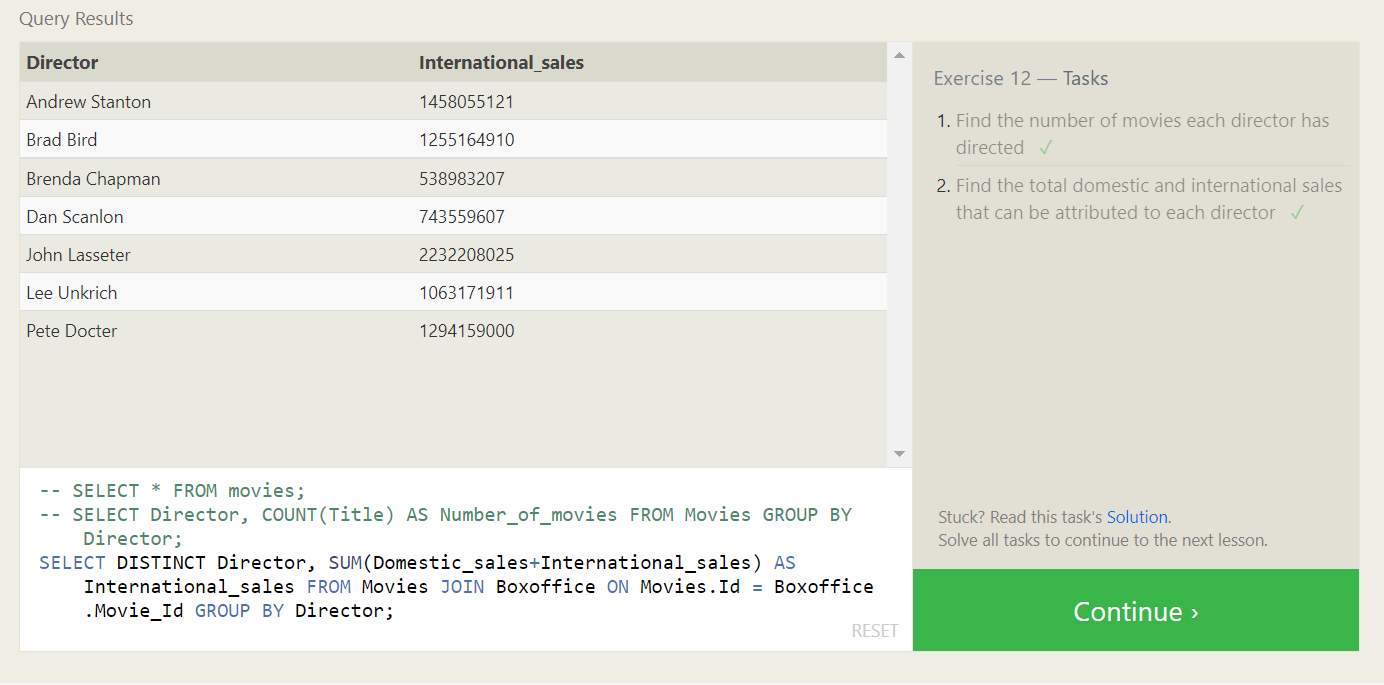 Query Results
Director International_sales
Andrew Stanton 1458055121
Brad Bird 1255164910
Brenda Chapman 538983207
Dan Scanlon 743559607
John Lasseter 2232208025
Lee Unkrich 1063171911
Pete Docter 1294159000
-- SELECT * FROM movies;
-- SELECT Director, COUNT(Title) AS Number_of_movies FROM Movies GROUP BY
Director;
SELECT DISTINCT Director, SUM(Domestic_sales+International_sales) AS
International_sales FROM Movies JOIN Boxoffice ON Movies.Id = Boxoffice
.Movie_Id GROUP BY Director;
RESET
Exercise 12 — Tasks
1. Find the number of movies each director has
directed ✓
2. Find the total domestic and international sales
that can be attributed to each director ✓
Stuck? Read this task's Solution.
Solve all tasks to continue to the next lesson.
Continue ›